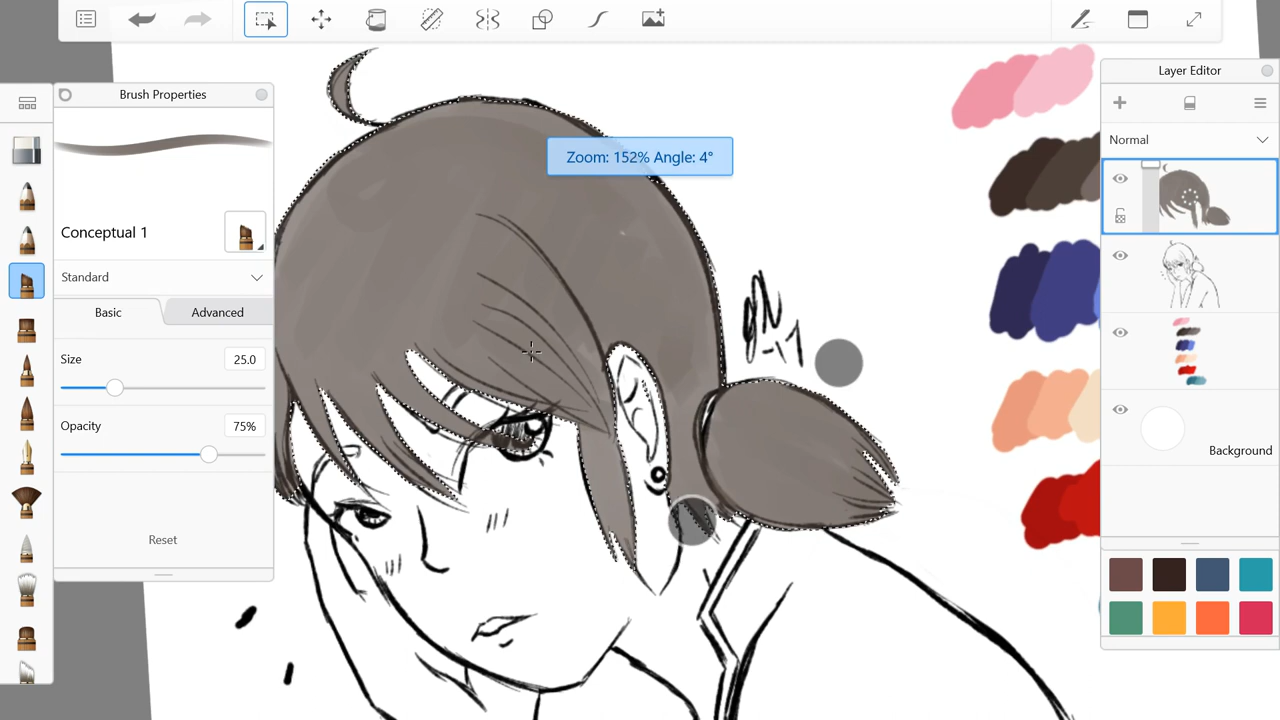 Brush Properties
Layer Editor
Normal
Zoom: 152% Angle: 4°
Conceptual 1
Standard
Basic
Advanced
Size
25.0
Opacity
75%
Background
Reset